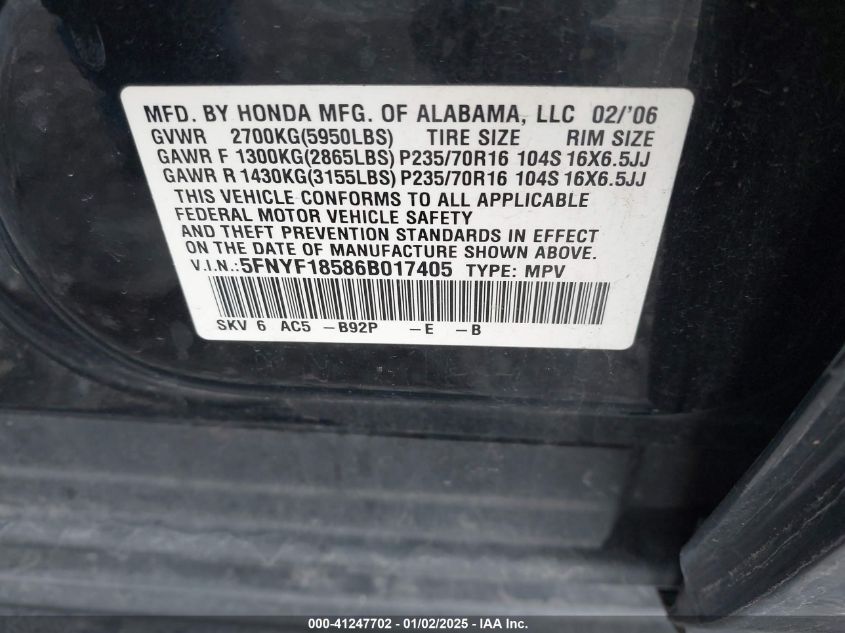 MFD. BY HONDA MFG. OF ALABAMA, LLC 02/'06
GVWR 2700KG(5950LBS) TIRE SIZE RIM SIZE
GAWR F 1300KG(2865LBS) P235/70R16 104S 16X6.5JJ
GAWR R 1430KG(3155LBS) P235/70R16 104S 16X6.5JJ
THIS VEHICLE CONFORMS TO ALL APPLICABLE
FEDERAL MOTOR VEHICLE SAFETY
AND THEFT PREVENTION STANDARDS IN EFFECT
ON THE DATE OF MANUFACTURE SHOWN ABOVE.
V.I.N.:5FNYF18586B017405 TYPE: MPV
SKV 6 AC5 -B92P -E -B
000-41247702 - 01/02/2025 - IAA Inc.